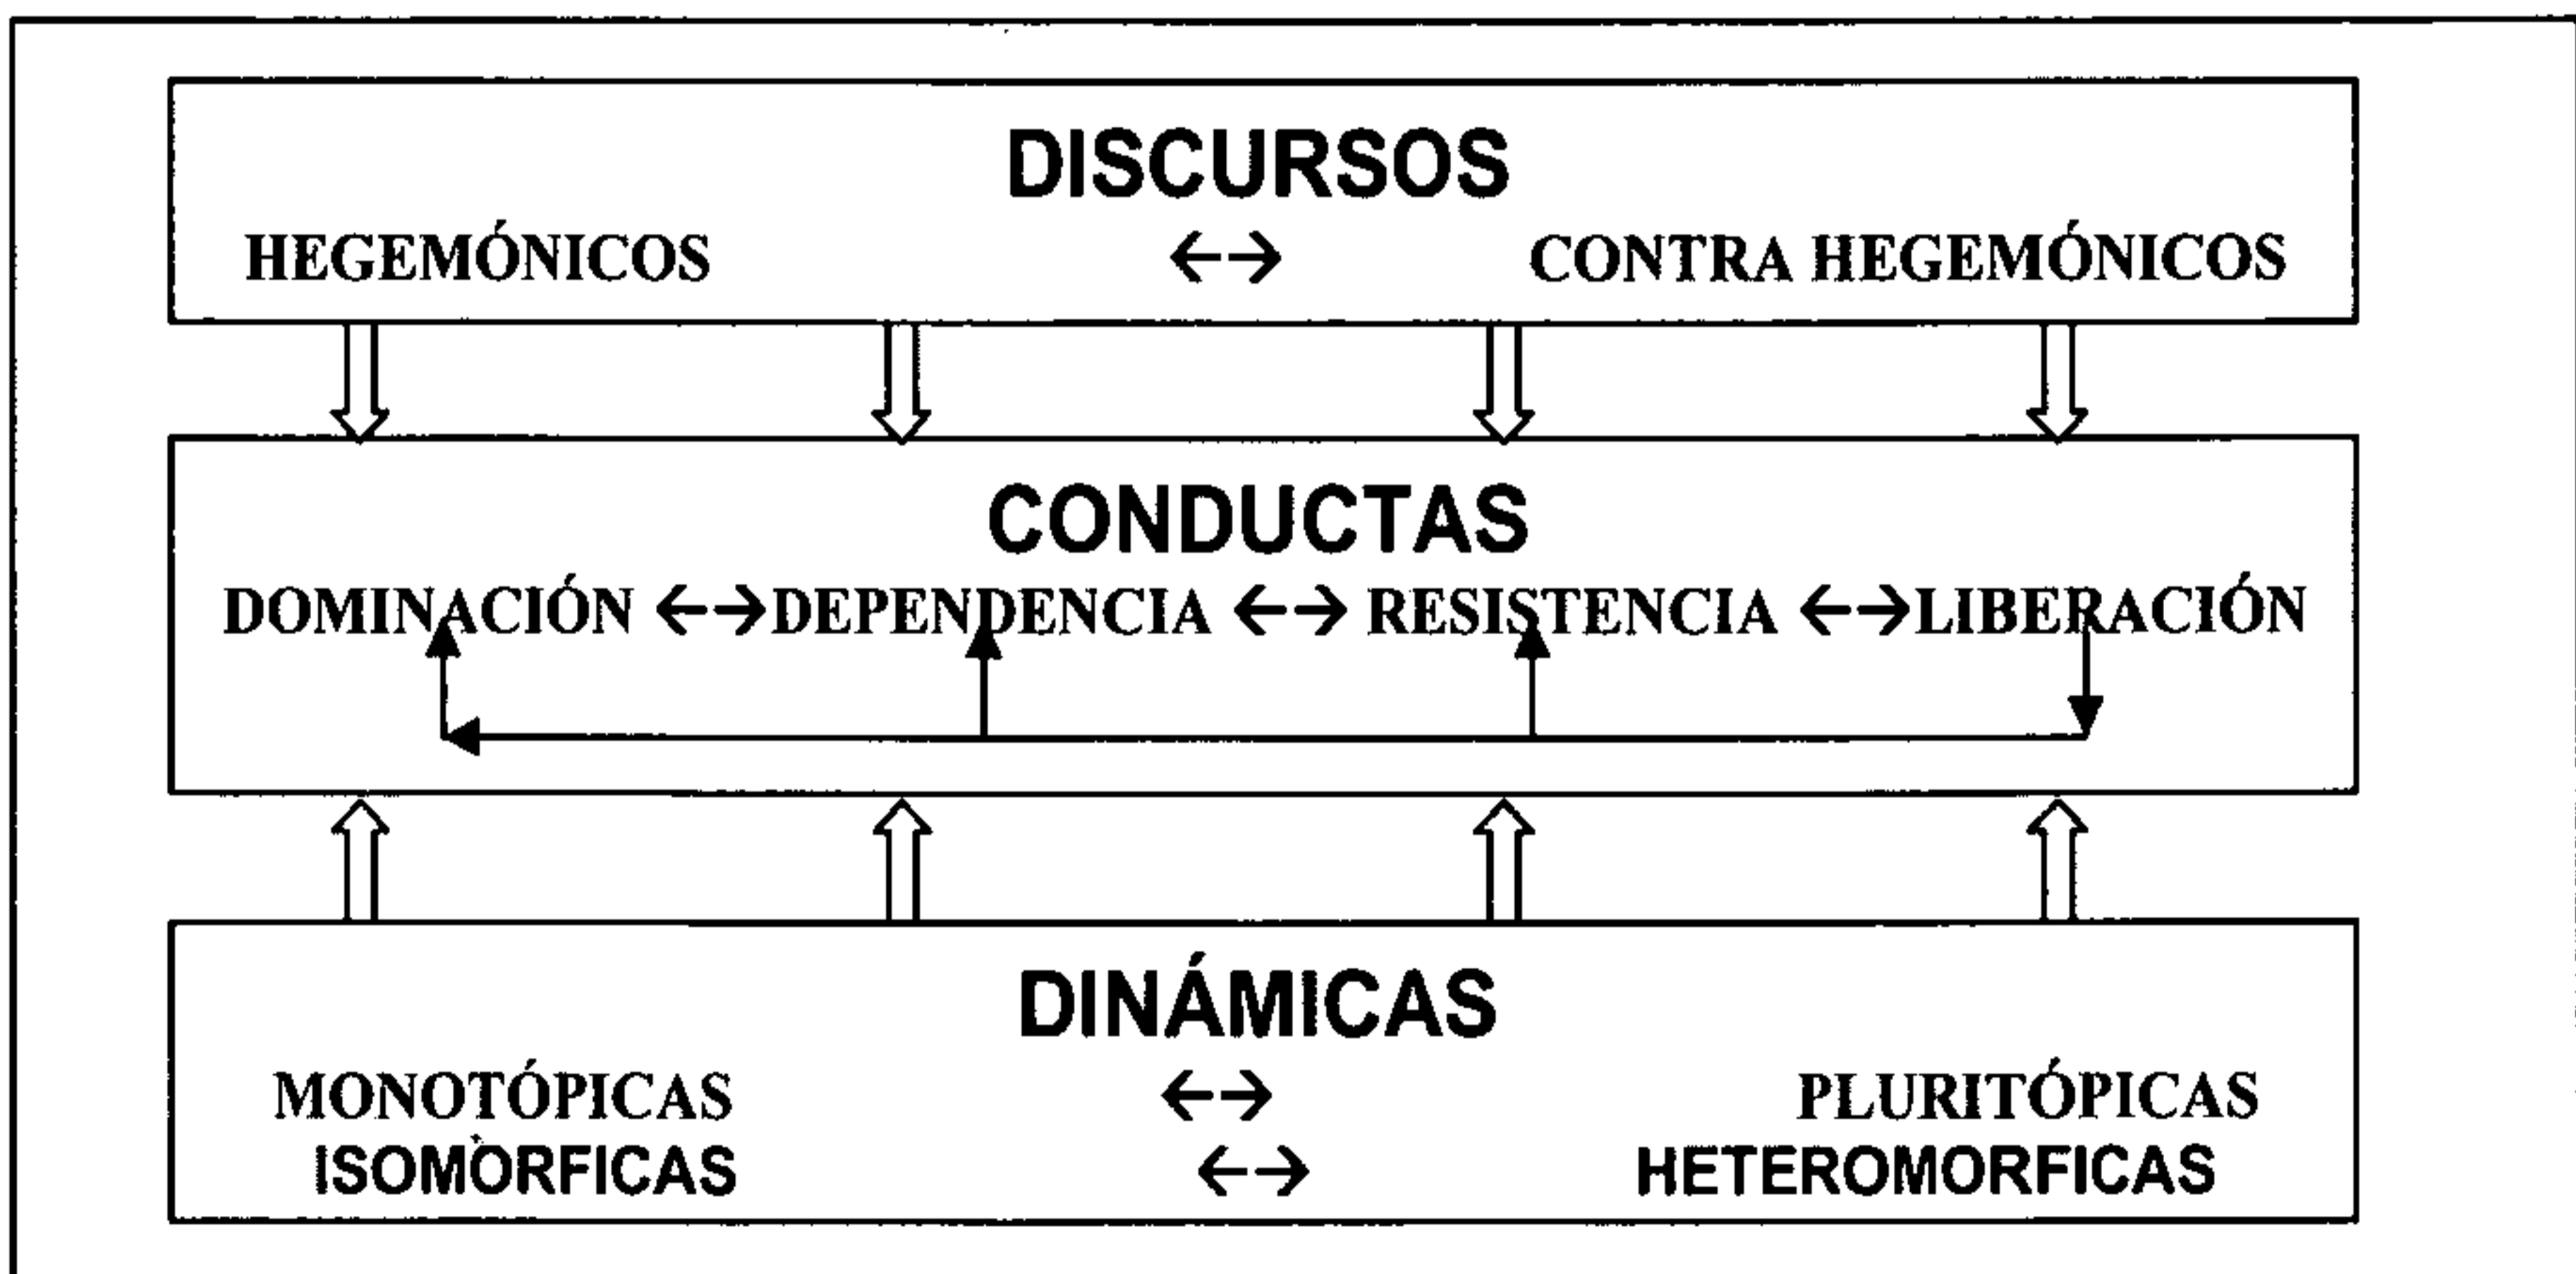 DISCURSOS
HEGEMÓNICOS ←→ CONTRA HEGEMÓNICOS
CONDUCTAS
DOMINACIÓN ←→ DEPENDENCIA ←→ RESISTENCIA ←→ LIBERACIÓN
DINÁMICAS
MONOTÓPICAS ←→ PLURITÓPICAS
ISOMORFICAS ←→ HETEROMORFICAS